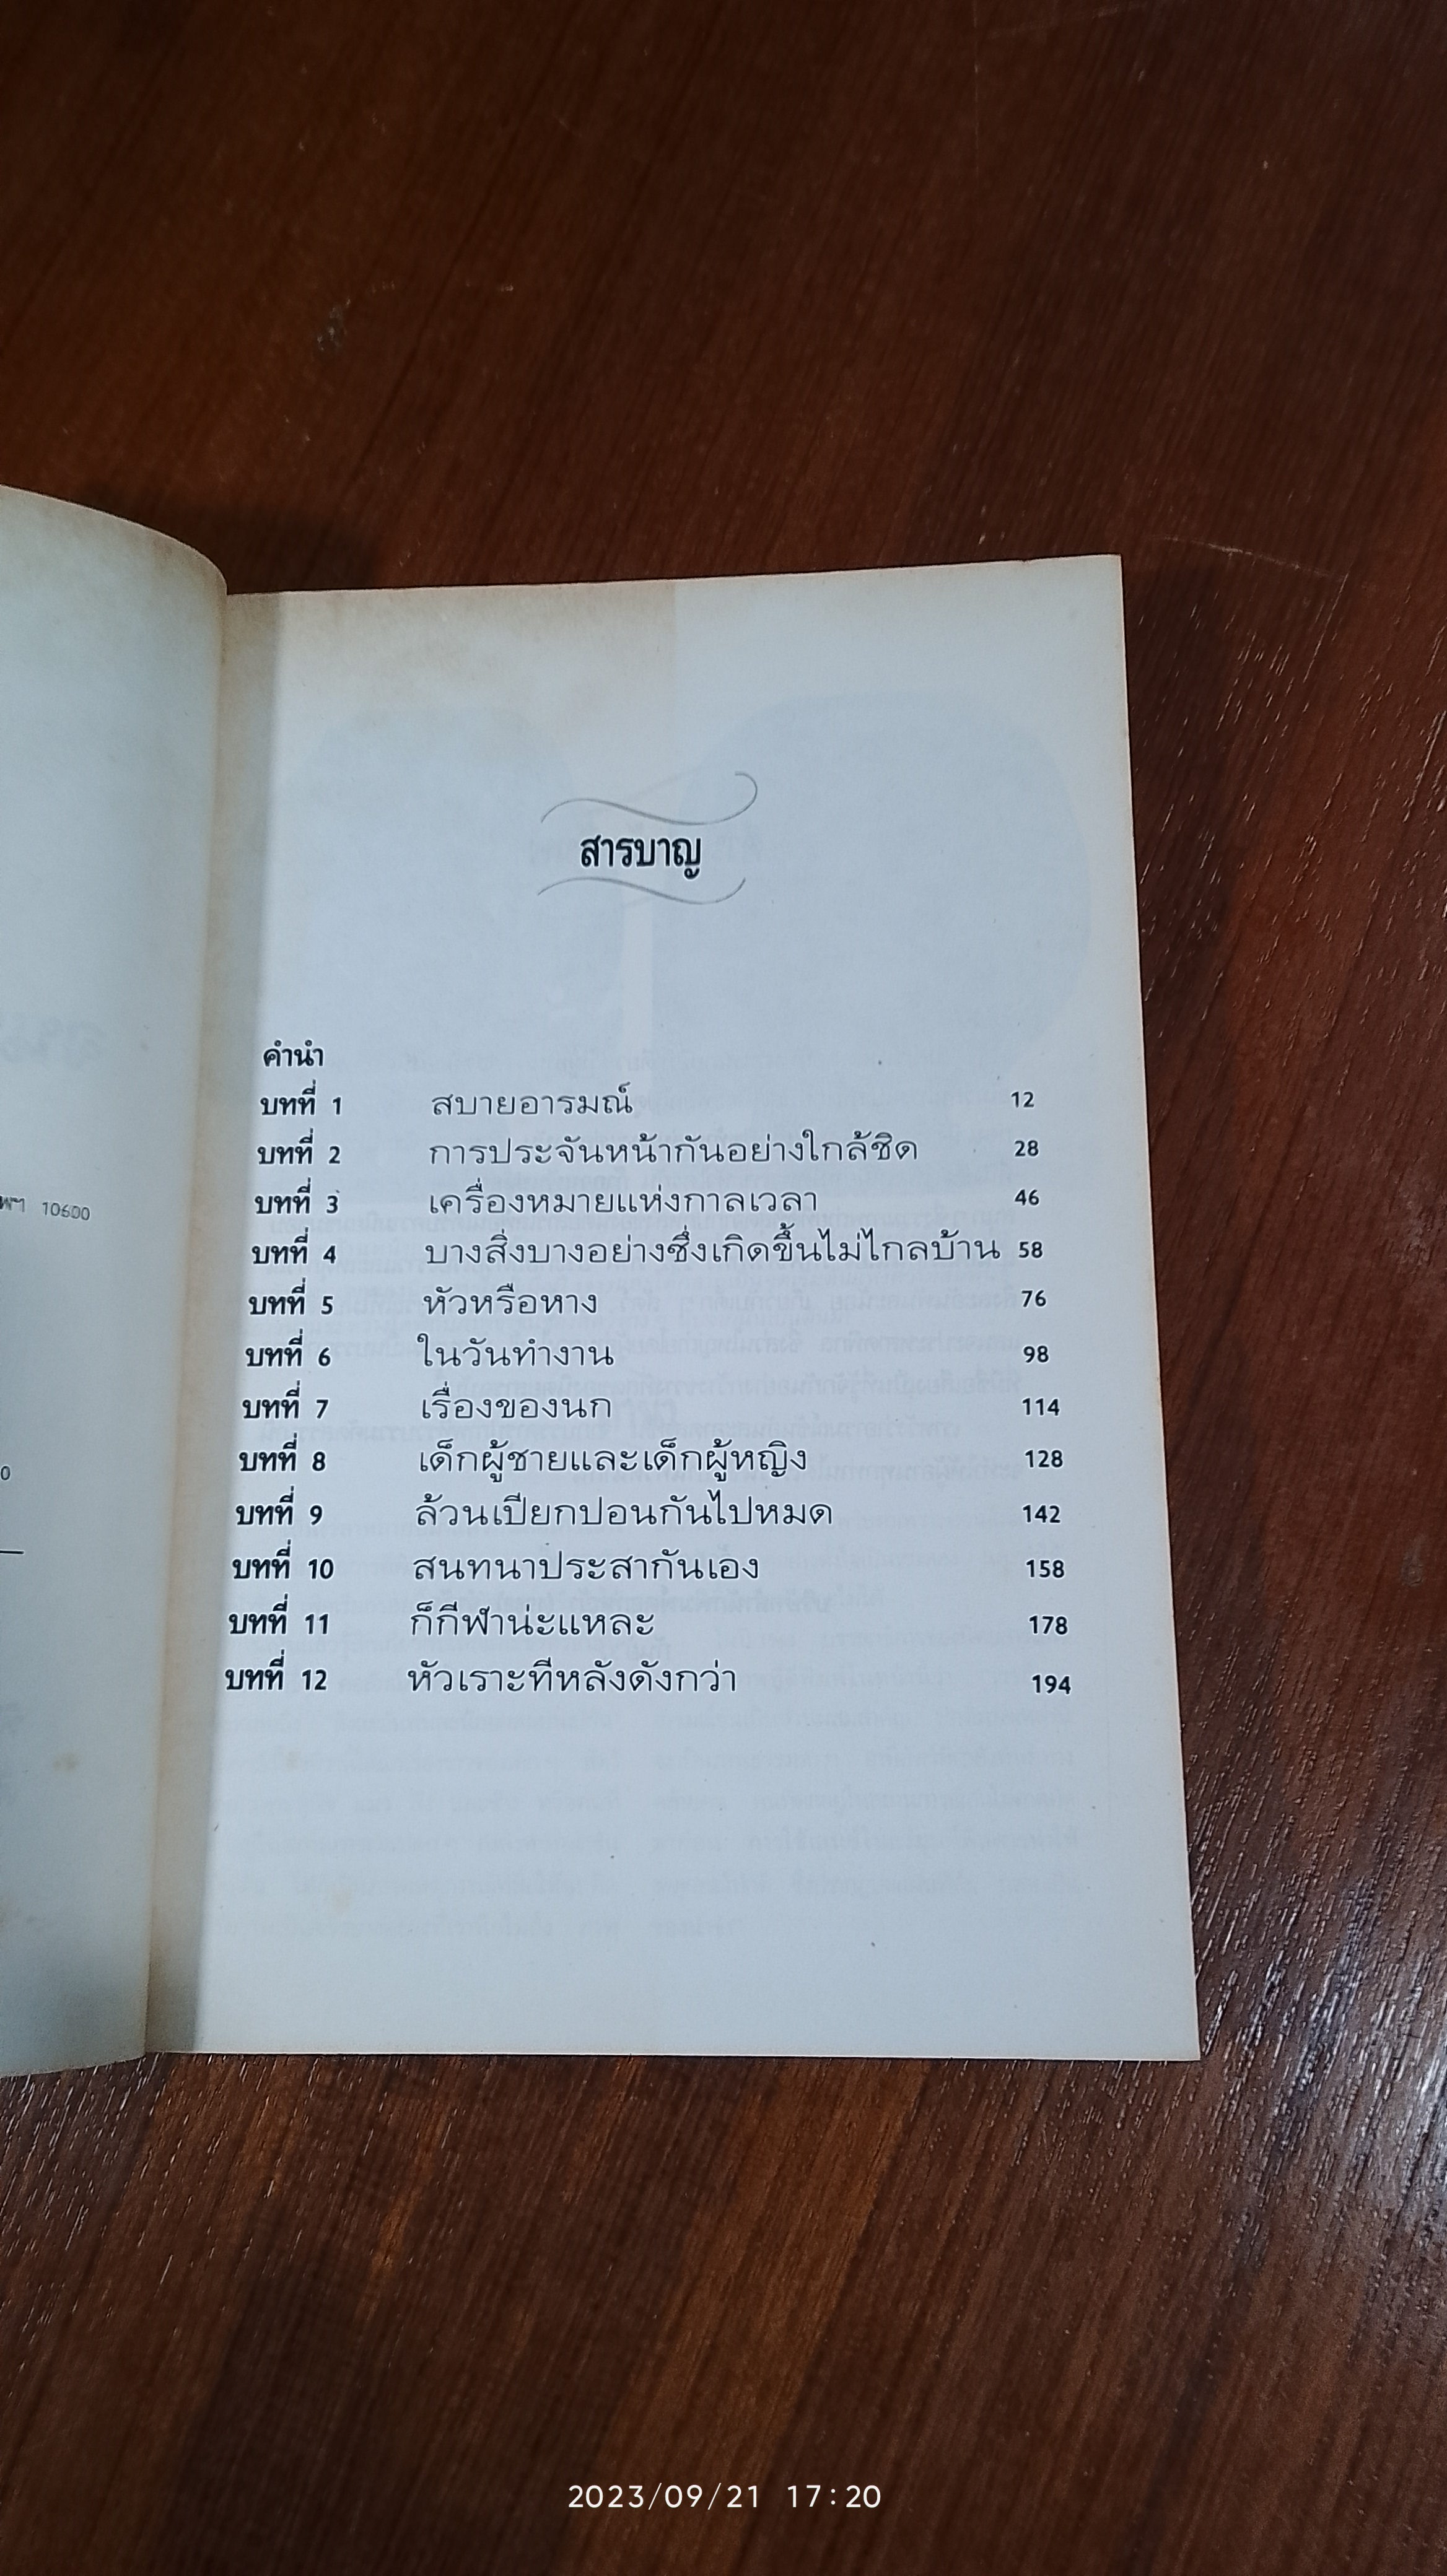 สารบาญ
คำนำ
บทที่ 1 สบายอารมณ์ 12
บทที่ 2 การประจันหน้ากันอย่างใกล้ชิด 28
บทที่ 3 เครื่องหมายแห่งกาลเวลา 46
บทที่ 4 บางสิ่งบางอย่างซึ่งเกิดขึ้นไม่ไกลบ้าน 58
บทที่ 5 หัวหรือหาง 76
บทที่ 6 ในวันทำงาน 98
บทที่ 7 เรื่องของนก 114
บทที่ 8 เด็กผู้ชายและเด็กผู้หญิง 128
บทที่ 9 ล้วนเปียกปอนกันไปหมด 142
บทที่ 10 สนทนาประสากันเอง 158
บทที่ 11 ก็กีฬาน่ะแหละ 178
บทที่ 12 หัวเราะทีหลังดังกว่า 194
10600
2023/09/21 17:20